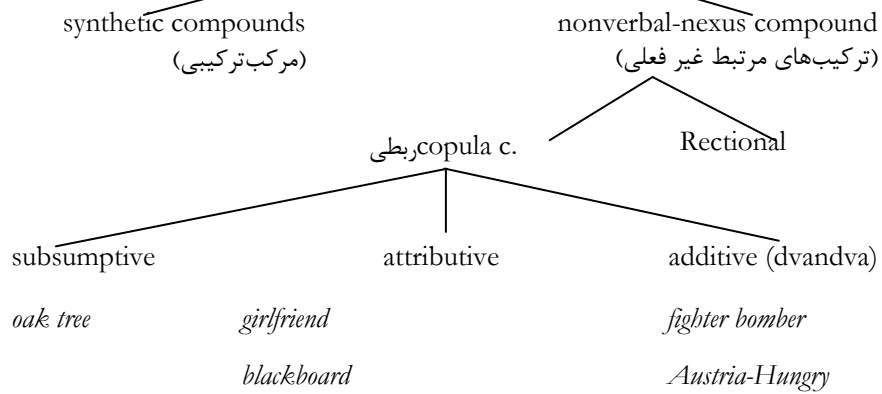 synthetic compounds nonverbal-nexus compound
(مرکب‌ترکیبی) (ترکیب‌های مرتبط غیر فعلی)
ربطیcopula c. Rectional
subsumptive attributive additive (dvandva)
oak tree girlfriend fighter bomber
blackboard Austria-Hungry